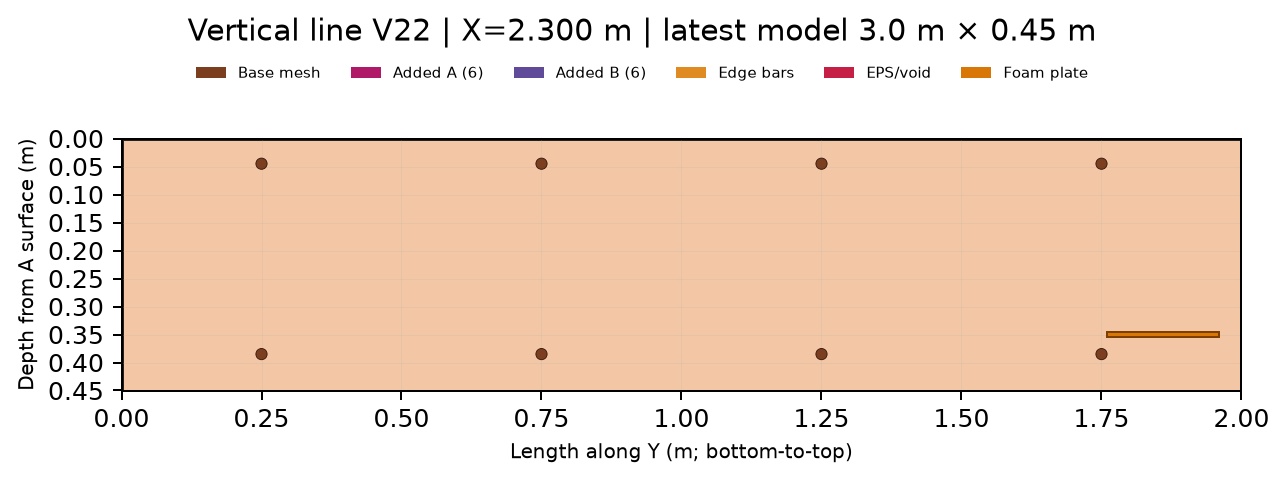 Vertical line V22 | X=2.300 m | latest model 3.0 m × 0.45 m
Base mesh Added A (6) Added B (6) Edge bars EPS/void Foam plate
Depth from A surface (m)
0.00
0.05
0.10
0.15
0.20
0.25
0.30
0.35
0.40
0.45
0.00 0.25 0.50 0.75 1.00 1.25 1.50 1.75 2.00
Length along Y (m; bottom-to-top)